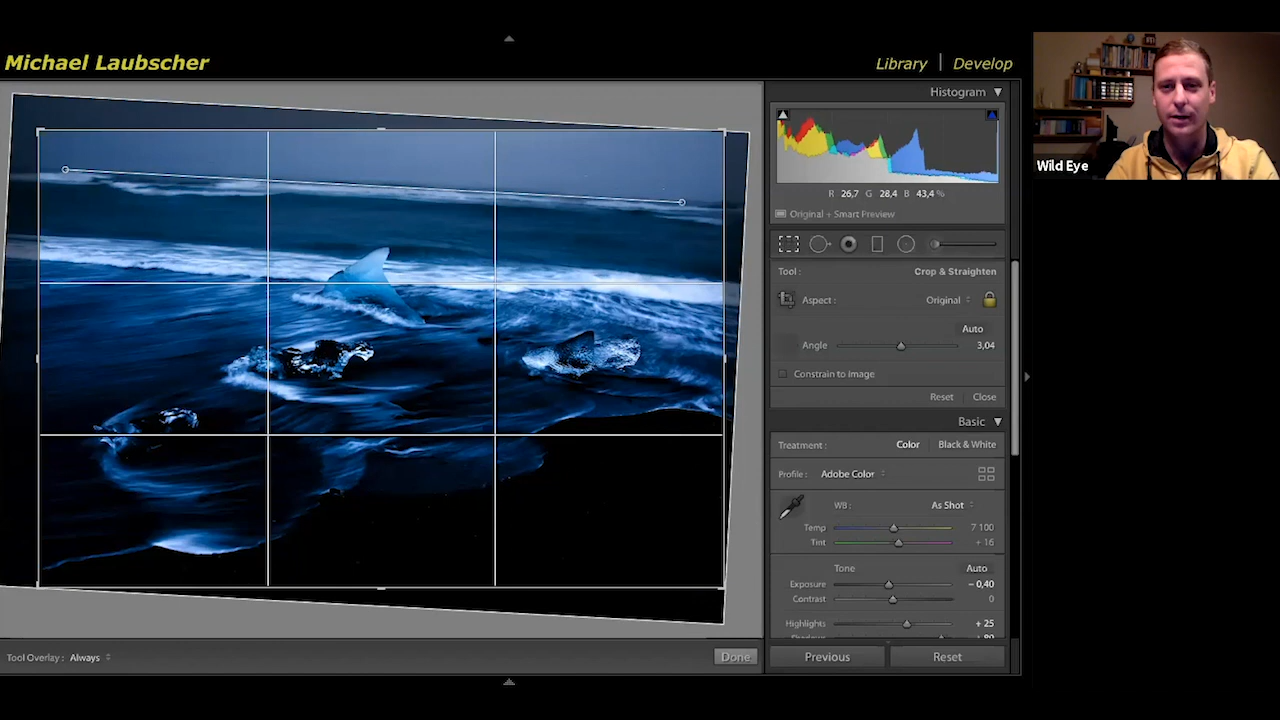 Michael Laubscher
Library | Develop
Histogram
R 26,7 G 28,4 B 43,4 %
Original + Smart Preview
Wild Eye
Tool : Crop & Straighten
Aspect : Original
Auto
Angle 3,04
Constrain to image
Reset Close
Basic
Treatment : Color Black & White
Profile : Adobe Color
WB : As Shot
Temp 7 100
Tint + 16
Tone Auto
Exposure − 0,40
Contrast 0
Highlights + 25
Shadows + 89
Tool Overlay : Always Done Previous Reset